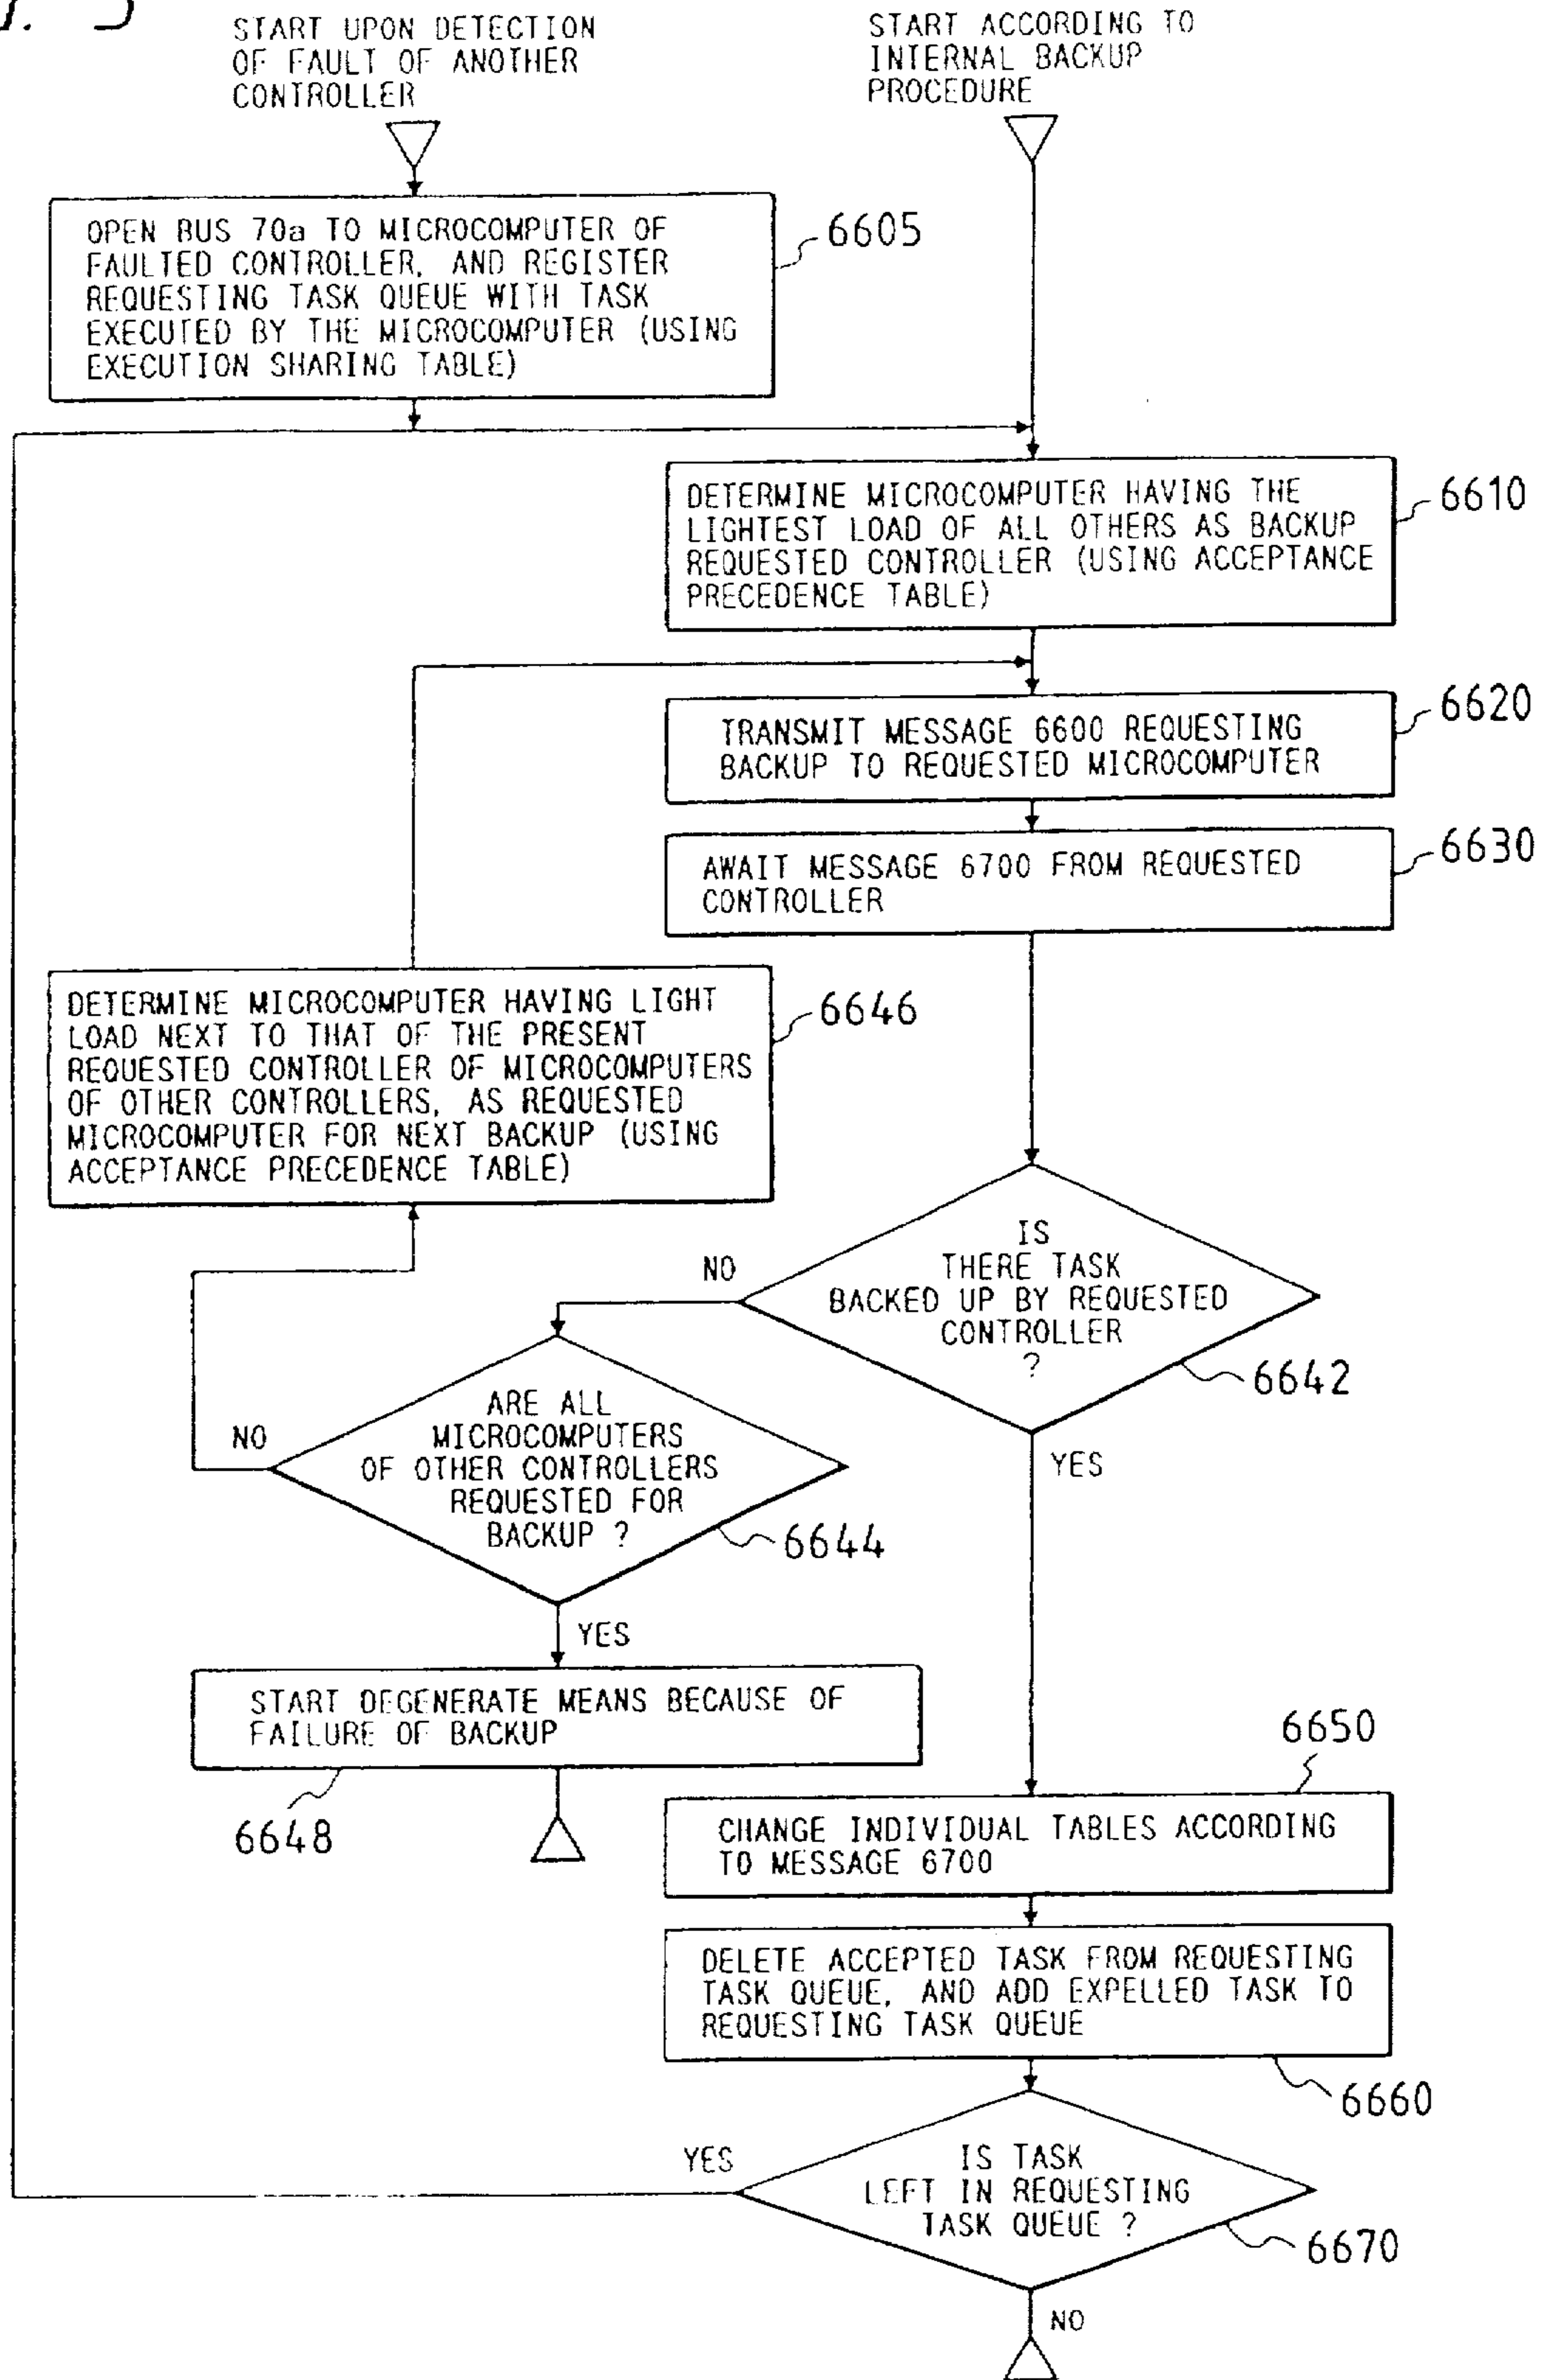 START UPON DETECTION
OF FAULT OF ANOTHER
CONTROLLER
START ACCORDING TO
INTERNAL BACKUP
PROCEDURE
OPEN BUS 70a TO MICROCOMPUTER OF
FAULTED CONTROLLER, AND REGISTER
REQUESTING TASK QUEUE WITH TASK
EXECUTED BY THE MICROCOMPUTER (USING
EXECUTION SHARING TABLE)
6605
DETERMINE MICROCOMPUTER HAVING THE
LIGHTEST LOAD OF ALL OTHERS AS BACKUP
REQUESTED CONTROLLER (USING ACCEPTANCE
PRECEDENCE TABLE)
6610
TRANSMIT MESSAGE 6600 REQUESTING
BACKUP TO REQUESTED MICROCOMPUTER
6620
AWAIT MESSAGE 6700 FROM REQUESTED
CONTROLLER
6630
DETERMINE MICROCOMPUTER HAVING LIGHT
LOAD NEXT TO THAT OF THE PRESENT
REQUESTED CONTROLLER OF MICROCOMPUTERS
OF OTHER CONTROLLERS, AS REQUESTED
MICROCOMPUTER FOR NEXT BACKUP (USING
ACCEPTANCE PRECEDENCE TABLE)
6646
IS
THERE TASK
BACKED UP BY REQUESTED
CONTROLLER
?
6642
NO
YES
ARE ALL
MICROCOMPUTERS
OF OTHER CONTROLLERS
REQUESTED FOR
BACKUP ?
6644
NO
YES
START DEGENERATE MEANS BECAUSE OF
FAILURE OF BACKUP
6648
6650
CHANGE INDIVIDUAL TABLES ACCORDING
TO MESSAGE 6700
DELETE ACCEPTED TASK FROM REQUESTING
TASK QUEUE, AND ADD EXPELLED TASK TO
REQUESTING TASK QUEUE
6660
YES
IS TASK
LEFT IN REQUESTING
TASK QUEUE ?
6670
NO